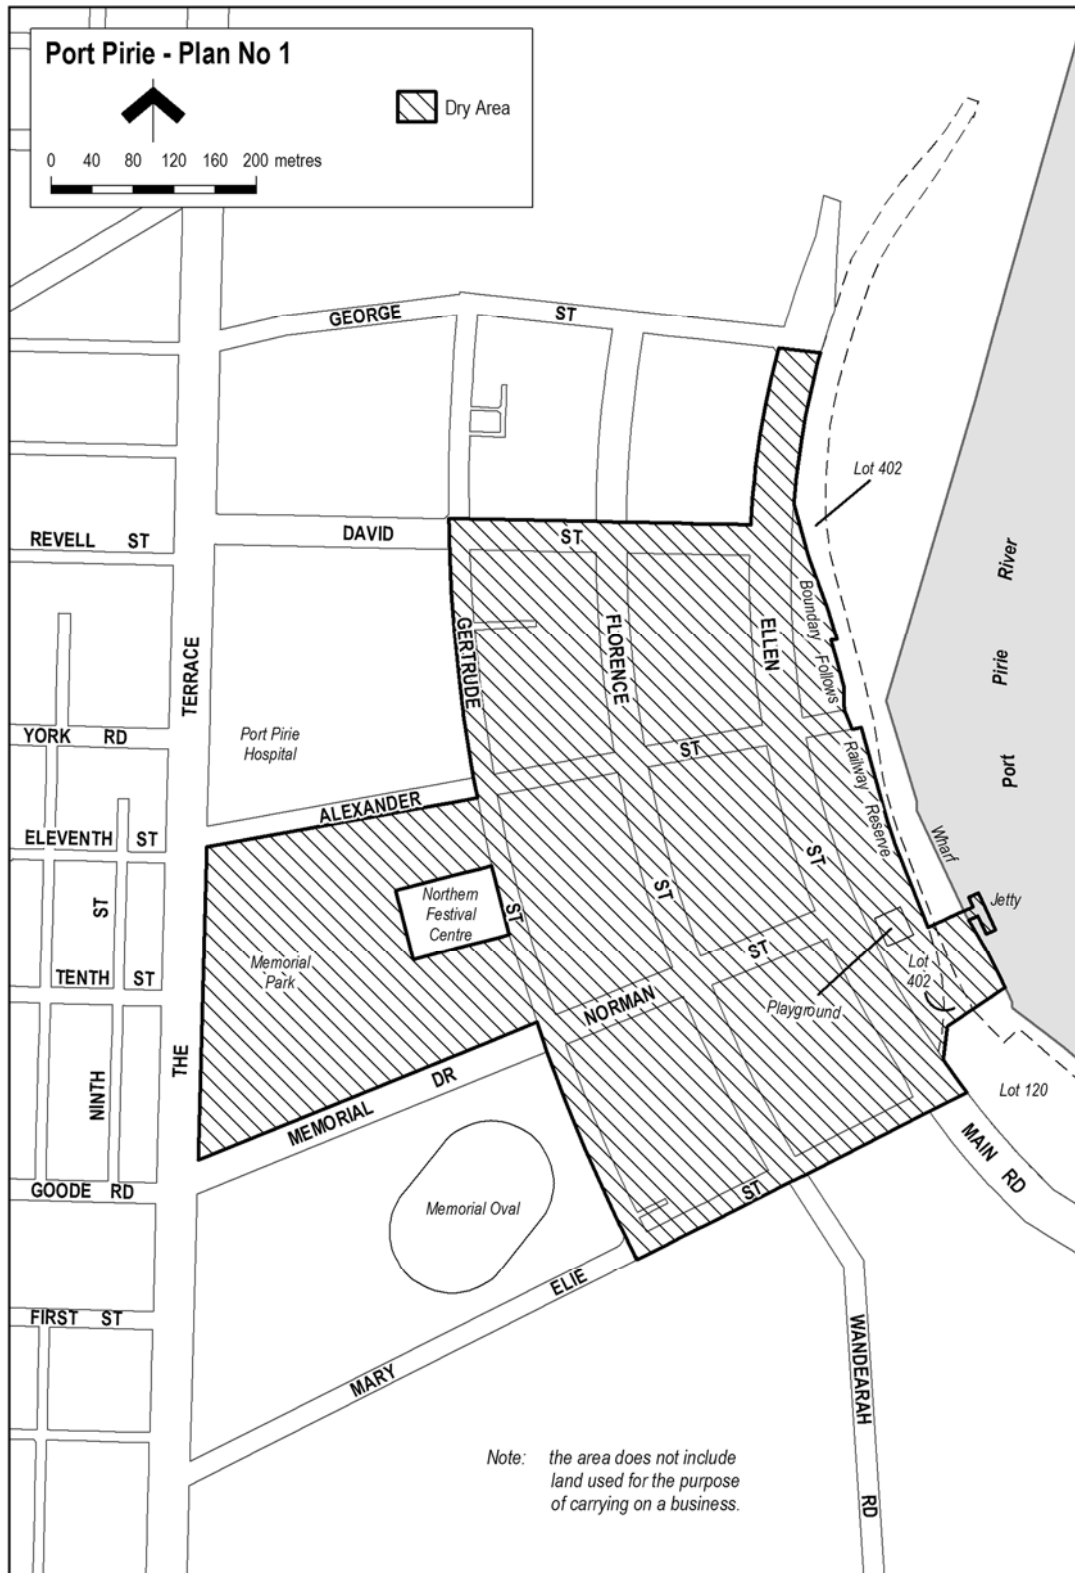 Port Pirie - Plan No 1
Dry Area
0 40 80 120 160 200 metres
GEORGE ST
Lot 402
REVELL ST
DAVID ST
River
Pirie
Port
Boundary Follows
Railway Reserve
GERTRUDE ST
FLORENCE ST
ELLEN ST
TERRACE
THE
YORK RD
Port Pirie
Hospital
ST
ALEXANDER
ELEVENTH ST
Wharf
Jetty
Northern
Festival
Centre
ST
NINTH
TENTH ST
Memorial
Park
Lot
402
ST
NORMAN
Playground
Lot 120
MEMORIAL DR
MAIN RD
GOODE RD
Memorial Oval
ST
ELIE
MARY
FIRST ST
WANDEARAH RD
Note: the area does not include
land used for the purpose
of carrying on a business.